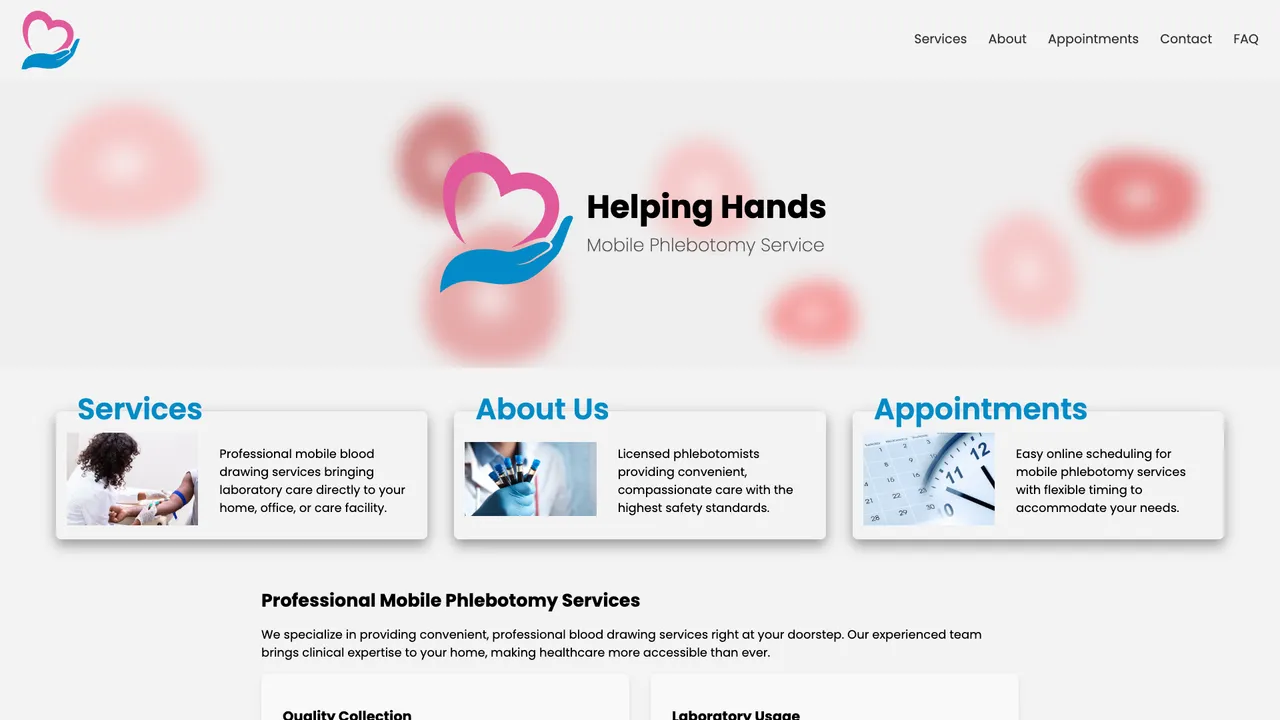 Services About Appointments Contact FAQ
Helping Hands
Mobile Phlebotomy Service
Services
Professional mobile blood
drawing services bringing
laboratory care directly to your
home, office, or care facility.
About Us
Licensed phlebotomists
providing convenient,
compassionate care with the
highest safety standards.
Appointments
Easy online scheduling for
mobile phlebotomy services
with flexible timing to
accommodate your needs.
Professional Mobile Phlebotomy Services
We specialize in providing convenient, professional blood drawing services right at your doorstep. Our experienced team
brings clinical expertise to your home, making healthcare more accessible than ever.
Quality Collection
Laboratory Usage